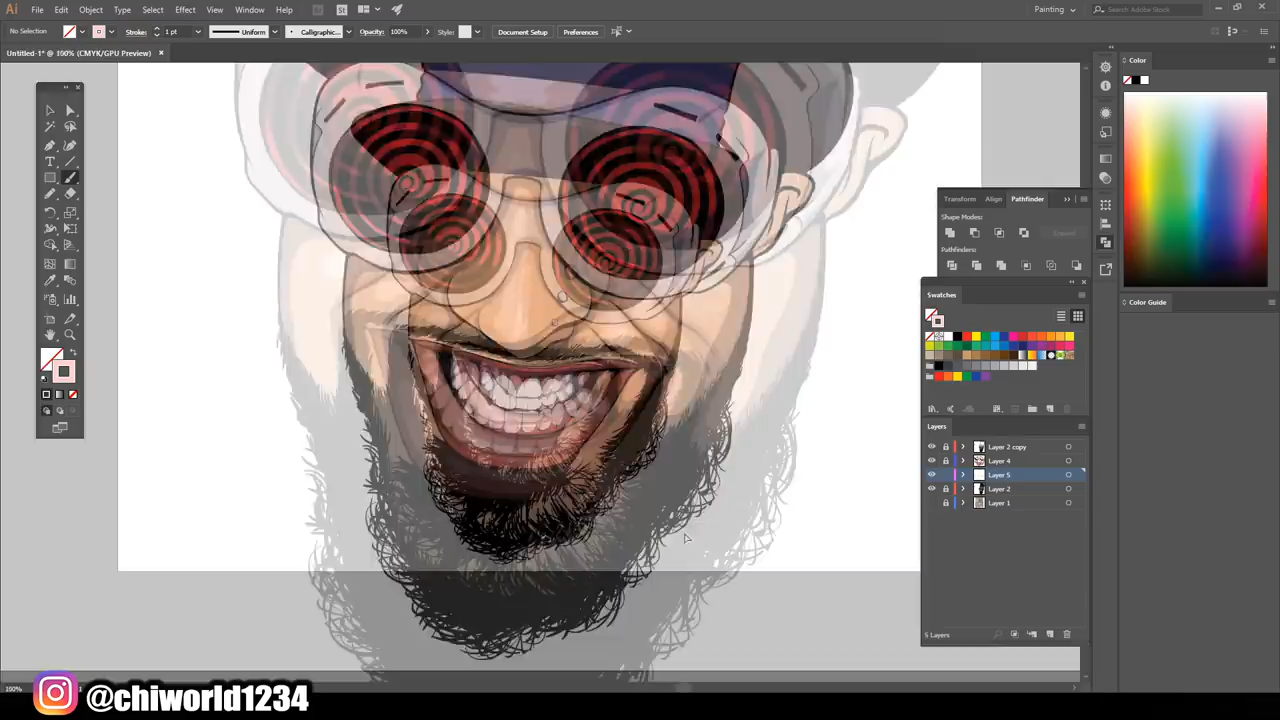 Ai File Edit Object Type Select Effect View Window Help Br St Painting Search Adobe Stock
No Selection Stroke: 1 pt Uniform Calligraphic... Opacity: 100% Style: Document Setup Preferences
Untitled-1* @ 100% (CMYK/GPU Preview)
Color
Transform Align Pathfinder
Shape Modes:
Expand
Pathfinders:
Swatches
Color Guide
Layers
Layer 2 copy
Layer 4
Layer 5
Layer 2
Layer 1
5 Layers
100%
@chiworld1234